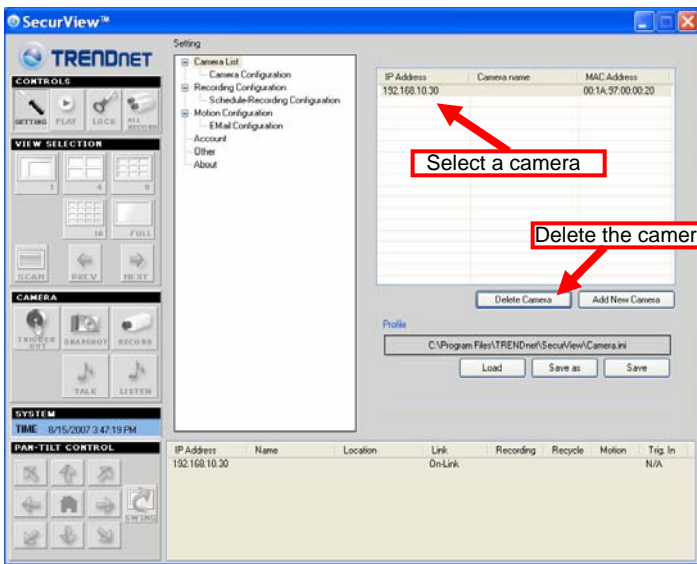 SecurView™
TRENDNET
CONTROLS
SETTING PLAY LOCK ALL RECORD
VIEW SELECTION
1 4 9
16 FULL
SCAN PREV NEXT
CAMERA
TRIGGER OUT SNAPSHOT RECORD
TALK LISTEN
SYSTEM
TIME 8/15/2007 3:47:19 PM
PAN-TILT CONTROL
SWING
Setting
Camera List
Camera Configuration
Recording Configuration
Schedule-Recording Configuration
Motion Configuration
EMail Configuration
Account
Other
About
IP Address Camera name MAC Address
192.168.10.30 00:1A:97:00:00:20
Select a camera
Delete the camer
Delete Camera Add New Camera
Profile
C:\Program Files\TRENDnet\SecurView\Camera.ini
Load Save as Save
IP Address Name Location Link Recording Recycle Motion Trig. In
192.168.10.30 On-Link N/A